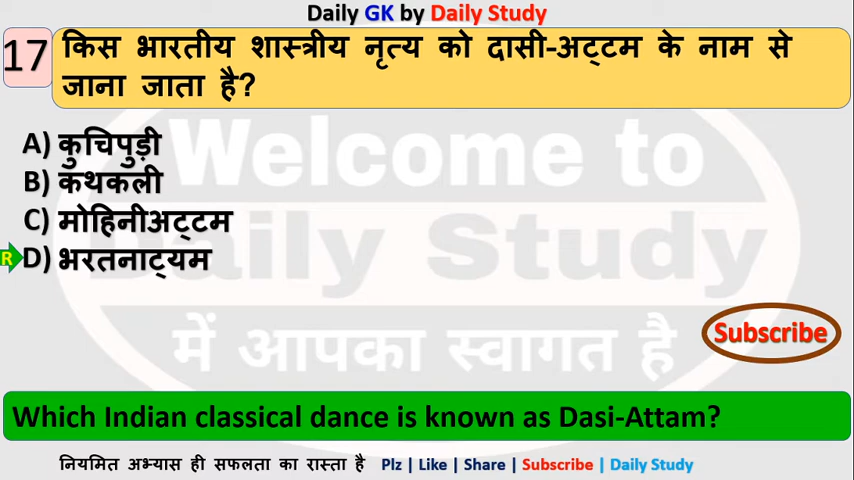 Daily GK by Daily Study
17
किस भारतीय शास्त्रीय नृत्य को दासी-अट्टम के नाम से
जाना जाता है?
A) कुचिपुड़ी
B) कथकली
C) मोहिनीअट्टम
R D) भरतनाट्यम
Welcome to
Daily Study
में आपका स्वागत है
Subscribe
Which Indian classical dance is known as Dasi-Attam?
नियमित अभ्यास ही सफलता का रास्ता है Plz | Like | Share | Subscribe | Daily Study